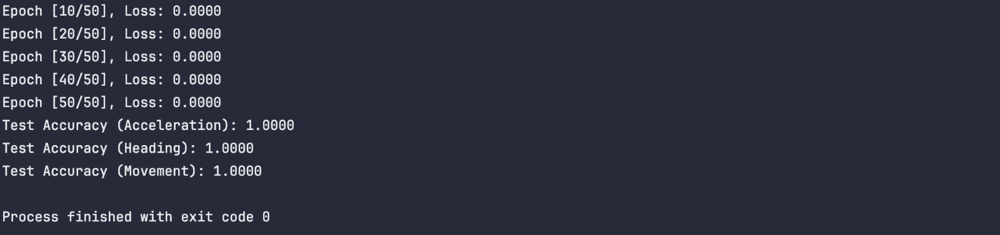 Epoch [10/50], Loss: 0.0000
Epoch [20/50], Loss: 0.0000
Epoch [30/50], Loss: 0.0000
Epoch [40/50], Loss: 0.0000
Epoch [50/50], Loss: 0.0000
Test Accuracy (Acceleration): 1.0000
Test Accuracy (Heading): 1.0000
Test Accuracy (Movement): 1.0000
Process finished with exit code 0